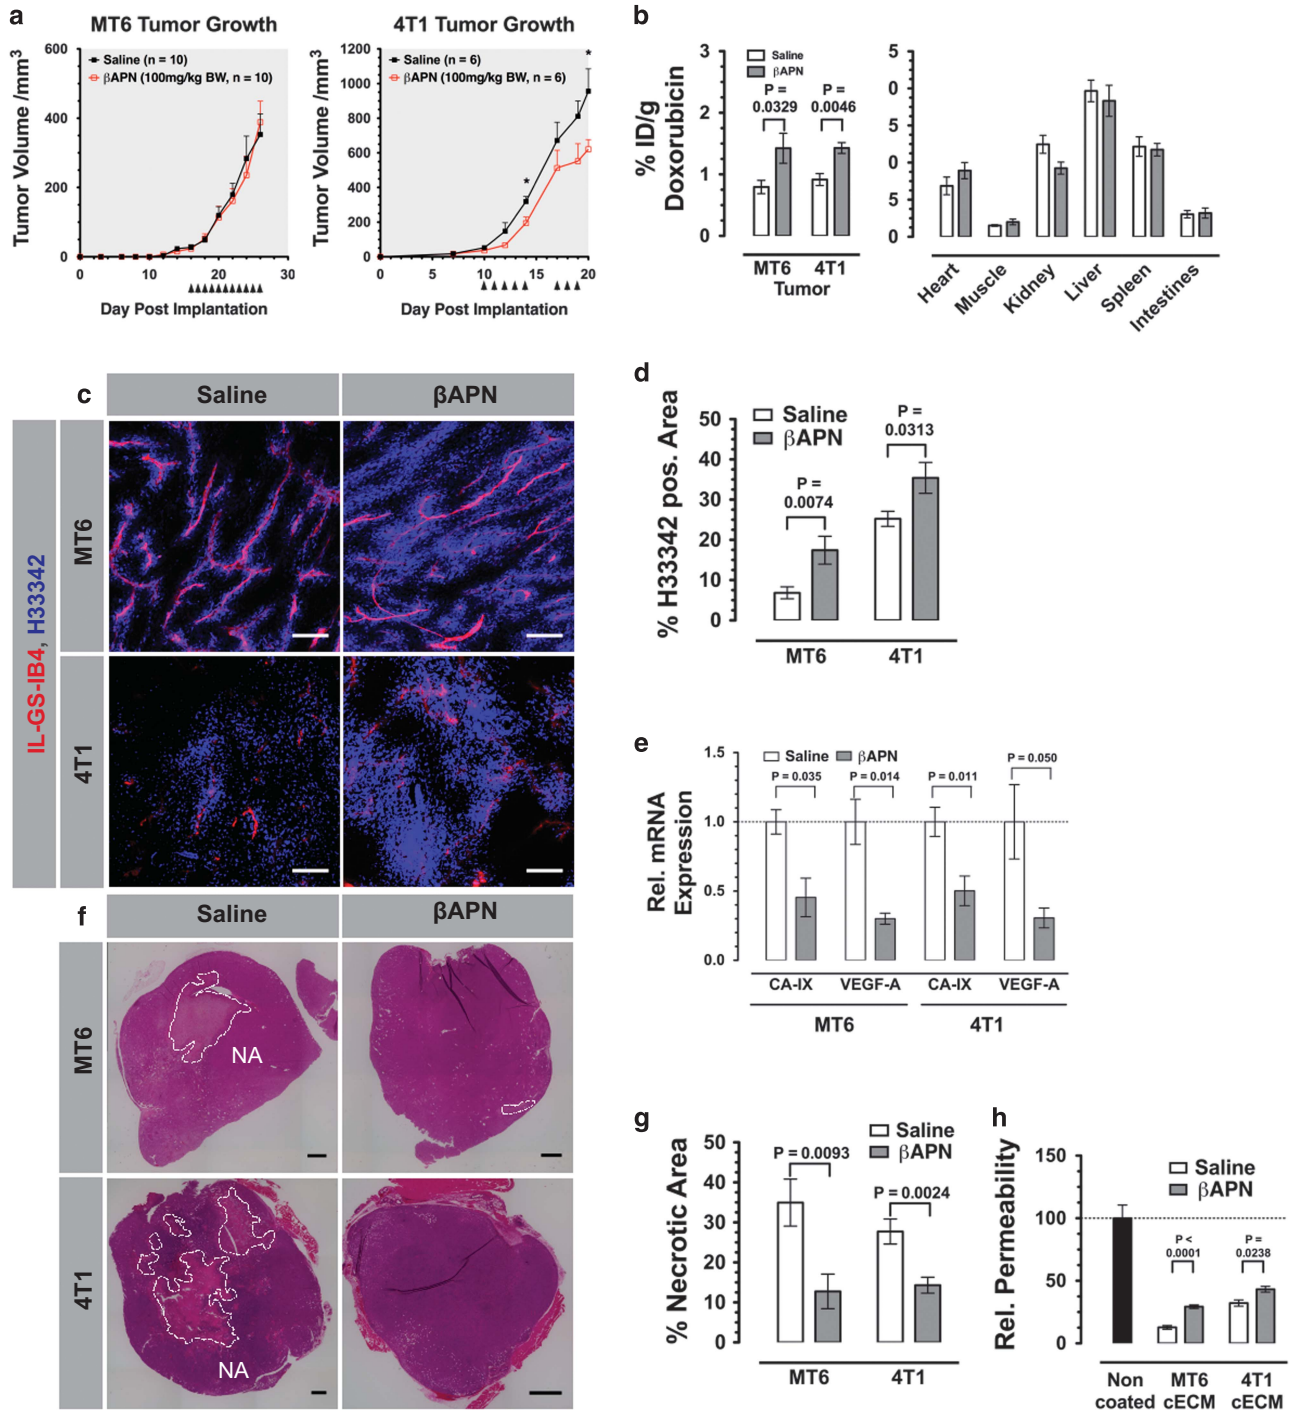 a
MT6 Tumor Growth
Tumor Volume /mm³
600
400
200
0
Saline (n = 10)
βAPN (100mg/kg BW, n = 10)
0 10 20 30
Day Post Implantation
4T1 Tumor Growth
Tumor Volume /mm³
1200
1000
800
600
400
200
0
Saline (n = 6)
βAPN (100mg/kg BW, n = 6)
*
*
0 5 10 15 20
Day Post Implantation
b
% ID/g
Doxorubicin
3
2
1
0
Saline
βAPN
P =
0.0329
P =
0.0046
MT6 4T1
Tumor
5
0
5
0
5
0
Heart
Muscle
Kidney
Liver
Spleen
Intestines
c
Saline
βAPN
IL-GS-IB4, H33342
MT6
4T1
d
% H33342 pos. Area
50
40
30
20
10
0
Saline
βAPN
P =
0.0074
P =
0.0313
MT6 4T1
e
Rel. mRNA
Expression
1.5
1.0
0.5
0.0
Saline
βAPN
P = 0.035
P = 0.014
P = 0.011
P = 0.050
CA-IX VEGF-A CA-IX VEGF-A
MT6 4T1
f
Saline
βAPN
MT6
NA
4T1
NA
g
% Necrotic Area
50
40
30
20
10
0
Saline
βAPN
P = 0.0093
P = 0.0024
MT6 4T1
h
Rel. Permeability
150
100
50
0
Saline
βAPN
P <
0.0001
P =
0.0238
Non
coated
MT6
cECM
4T1
cECM